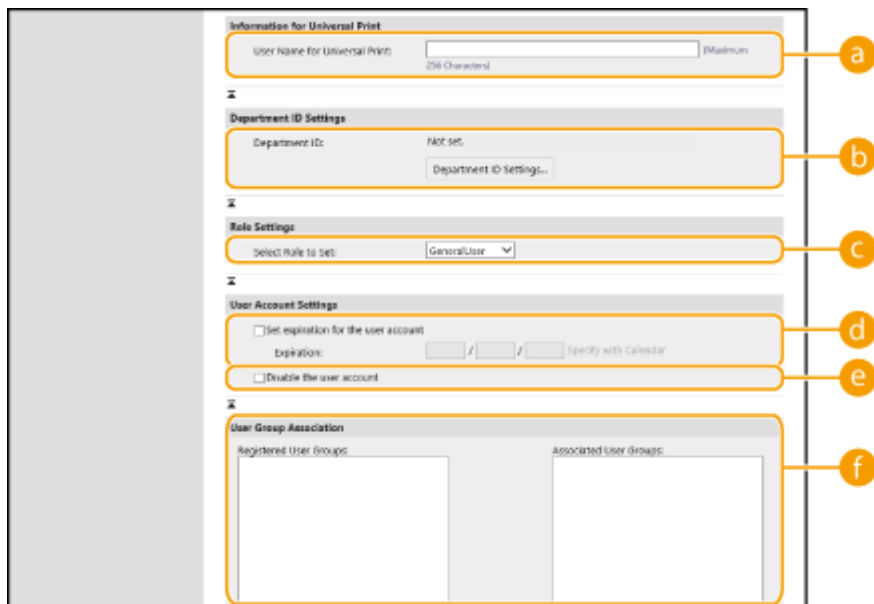 Information for Universal Print
User Name for Universal Print: (Maximum
256 Characters)
a
Department ID Settings
Department ID: Not set.
Department ID Settings...
b
Role Settings
Select Role to Set: GeneralUser
c
User Account Settings
Set expiration for the user account
d
Expiration: / / Specify with Calendar
Disable the user account
e
User Group Association
Registered User Groups: Associated User Groups:
f